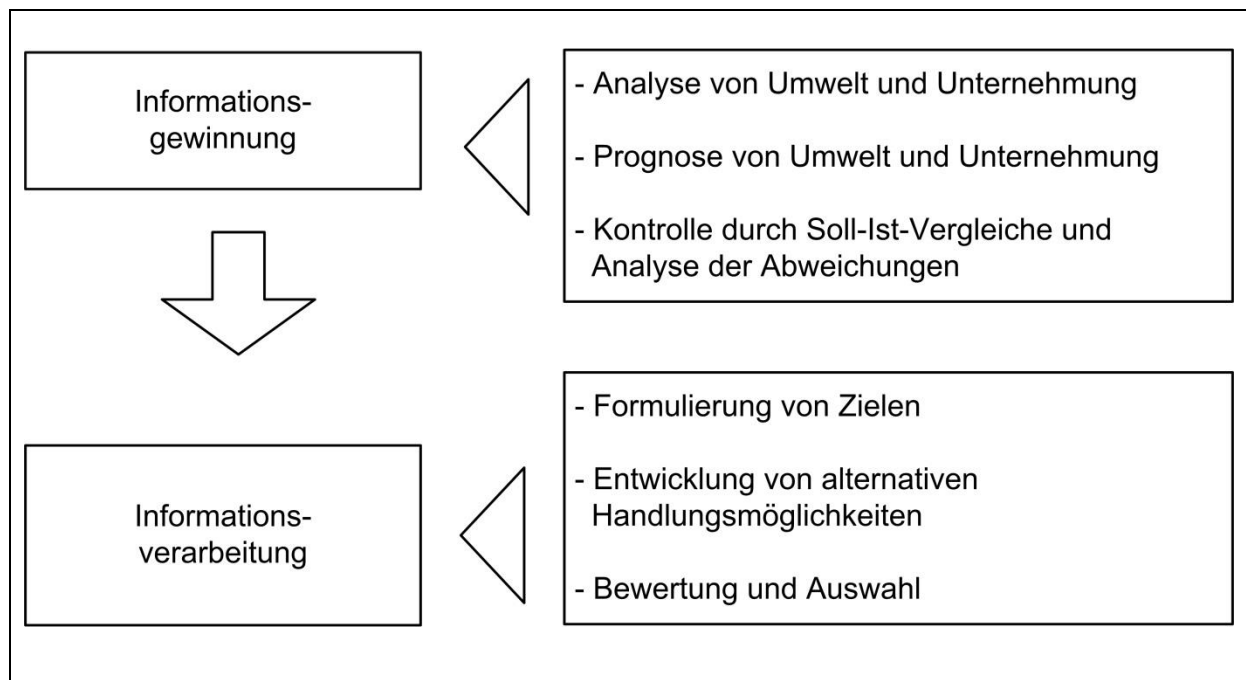 Informations-
gewinnung
- Analyse von Umwelt und Unternehmung
- Prognose von Umwelt und Unternehmung
- Kontrolle durch Soll-Ist-Vergleiche und
Analyse der Abweichungen
Informations-
verarbeitung
- Formulierung von Zielen
- Entwicklung von alternativen
Handlungsmöglichkeiten
- Bewertung und Auswahl